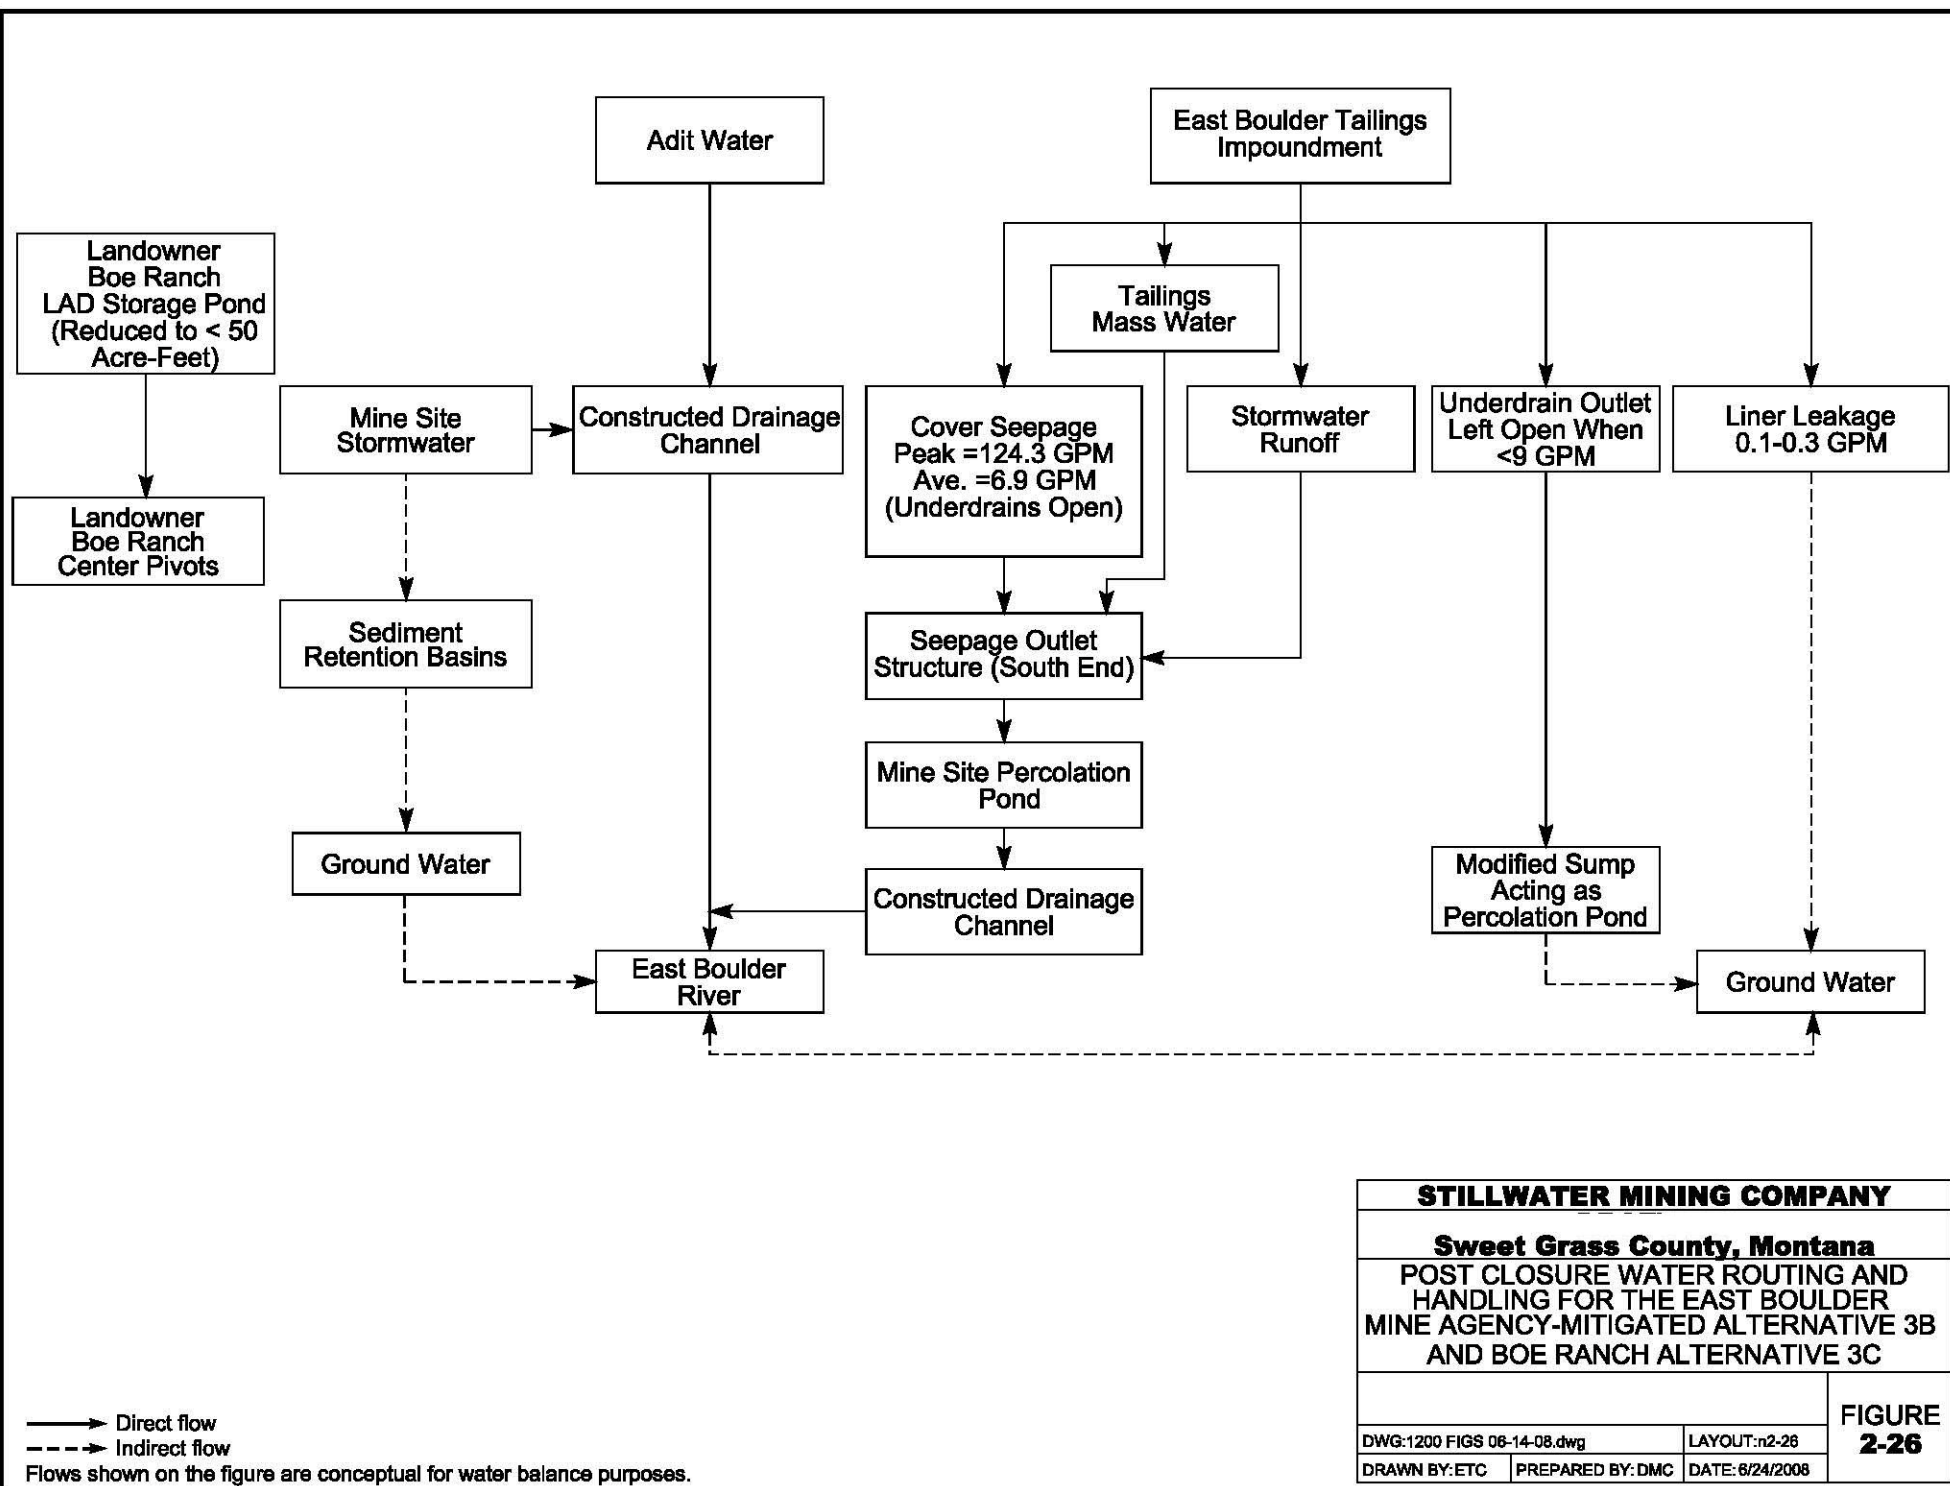 Adit Water
East Boulder Tailings
Impoundment
Landowner
Boe Ranch
LAD Storage Pond
(Reduced to < 50
Acre-Feet)
Tailings
Mass Water
Mine Site
Stormwater
Constructed Drainage
Channel
Cover Seepage
Peak =124.3 GPM
Ave. =6.9 GPM
(Underdrains Open)
Stormwater
Runoff
Underdrain Outlet
Left Open When
<9 GPM
Liner Leakage
0.1-0.3 GPM
Landowner
Boe Ranch
Center Pivots
Sediment
Retention Basins
Seepage Outlet
Structure (South End)
Mine Site Percolation
Pond
Ground Water
Constructed Drainage
Channel
Modified Sump
Acting as
Percolation Pond
East Boulder
River
Ground Water
STILLWATER MINING COMPANY
Sweet Grass County, Montana
POST CLOSURE WATER ROUTING AND
HANDLING FOR THE EAST BOULDER
MINE AGENCY-MITIGATED ALTERNATIVE 3B
AND BOE RANCH ALTERNATIVE 3C
FIGURE
2-26
DWG:1200 FIGS 06-14-08.dwg
LAYOUT:n2-26
DRAWN BY:ETC
PREPARED BY: DMC
DATE: 6/24/2008
Direct flow
Indirect flow
Flows shown on the figure are conceptual for water balance purposes.